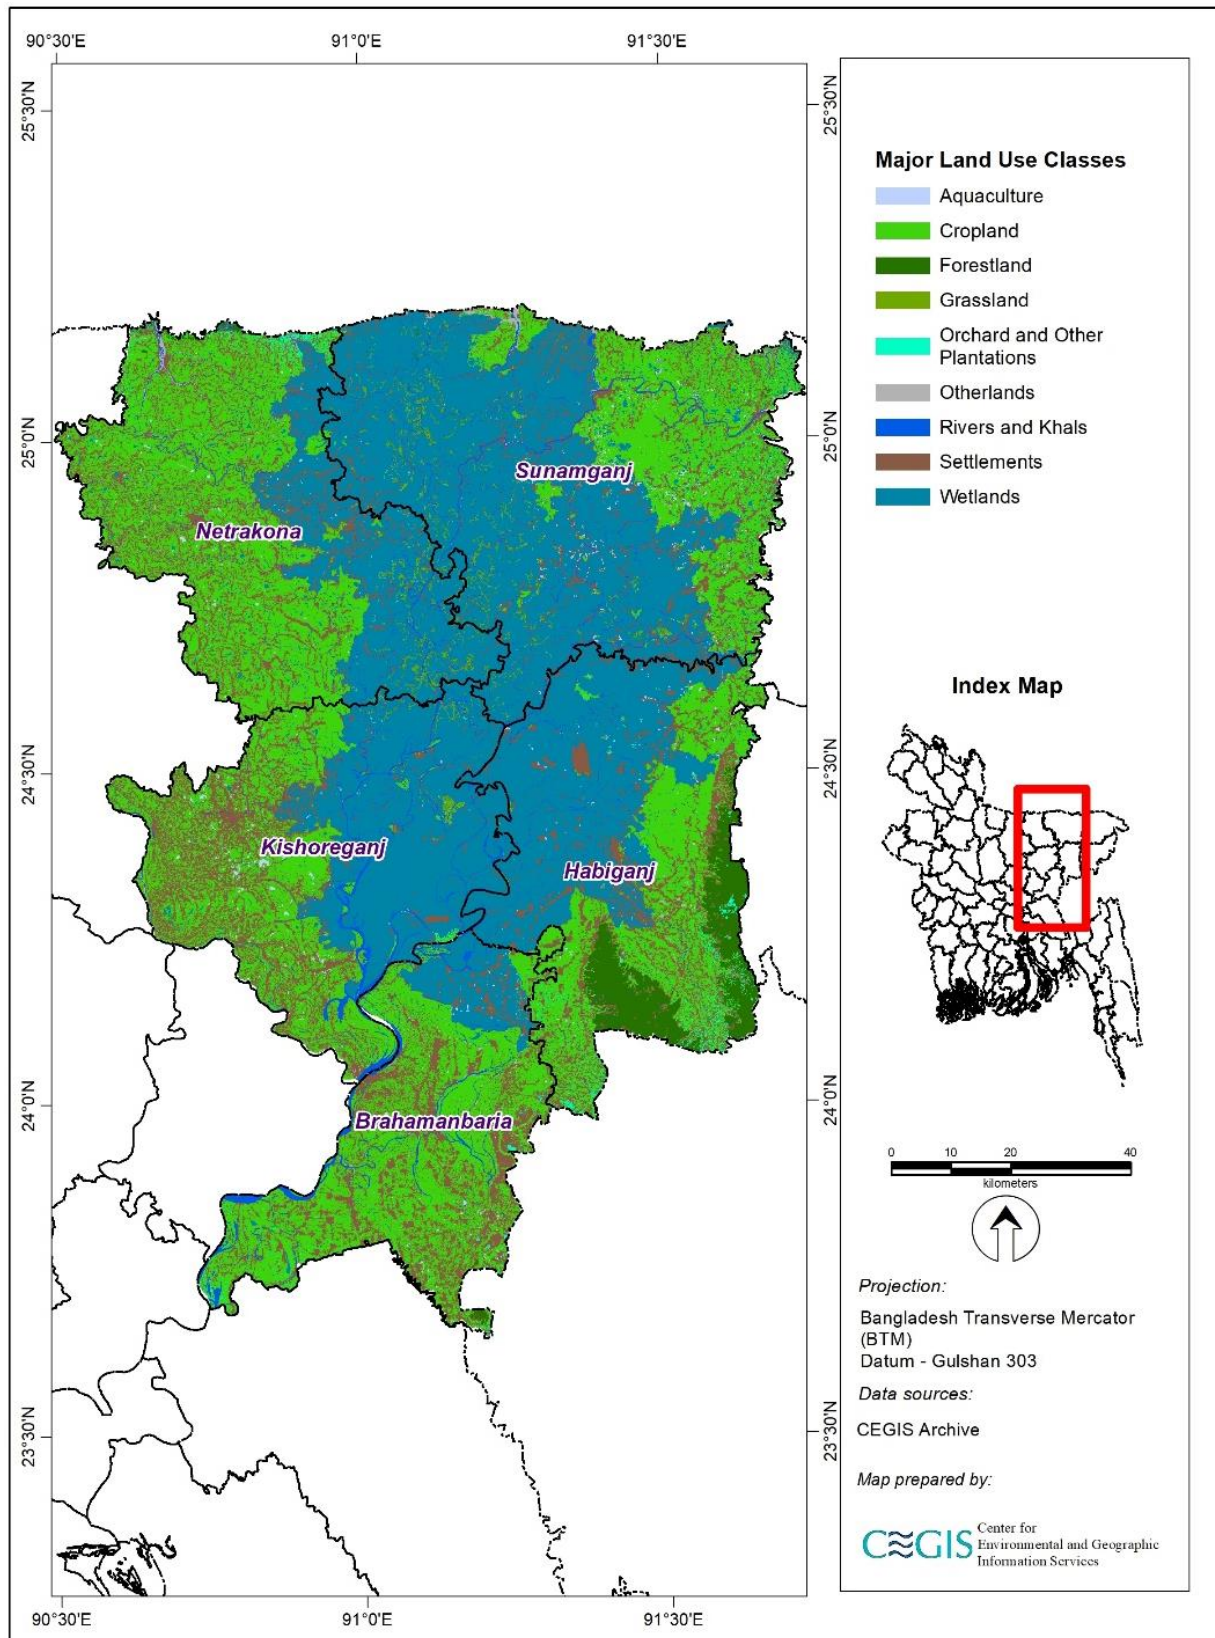 90°30'E
91°0'E
91°30'E
25°30'N
25°30'N
25°0'N
25°0'N
24°30'N
24°30'N
24°0'N
24°0'N
23°30'N
23°30'N
90°30'E
91°0'E
91°30'E
Sunamganj
Netrakona
Kishoreganj
Habiganj
Brahamanbaria
Major Land Use Classes
Aquaculture
Cropland
Forestland
Grassland
Orchard and Other
Plantations
Otherlands
Rivers and Khals
Settlements
Wetlands
Index Map
0 10 20 40
kilometers
Projection:
Bangladesh Transverse Mercator
(BTM)
Datum - Gulshan 303
Data sources:
CEGIS Archive
Map prepared by:
CEGIS
Center for
Environmental and Geographic
Information Services